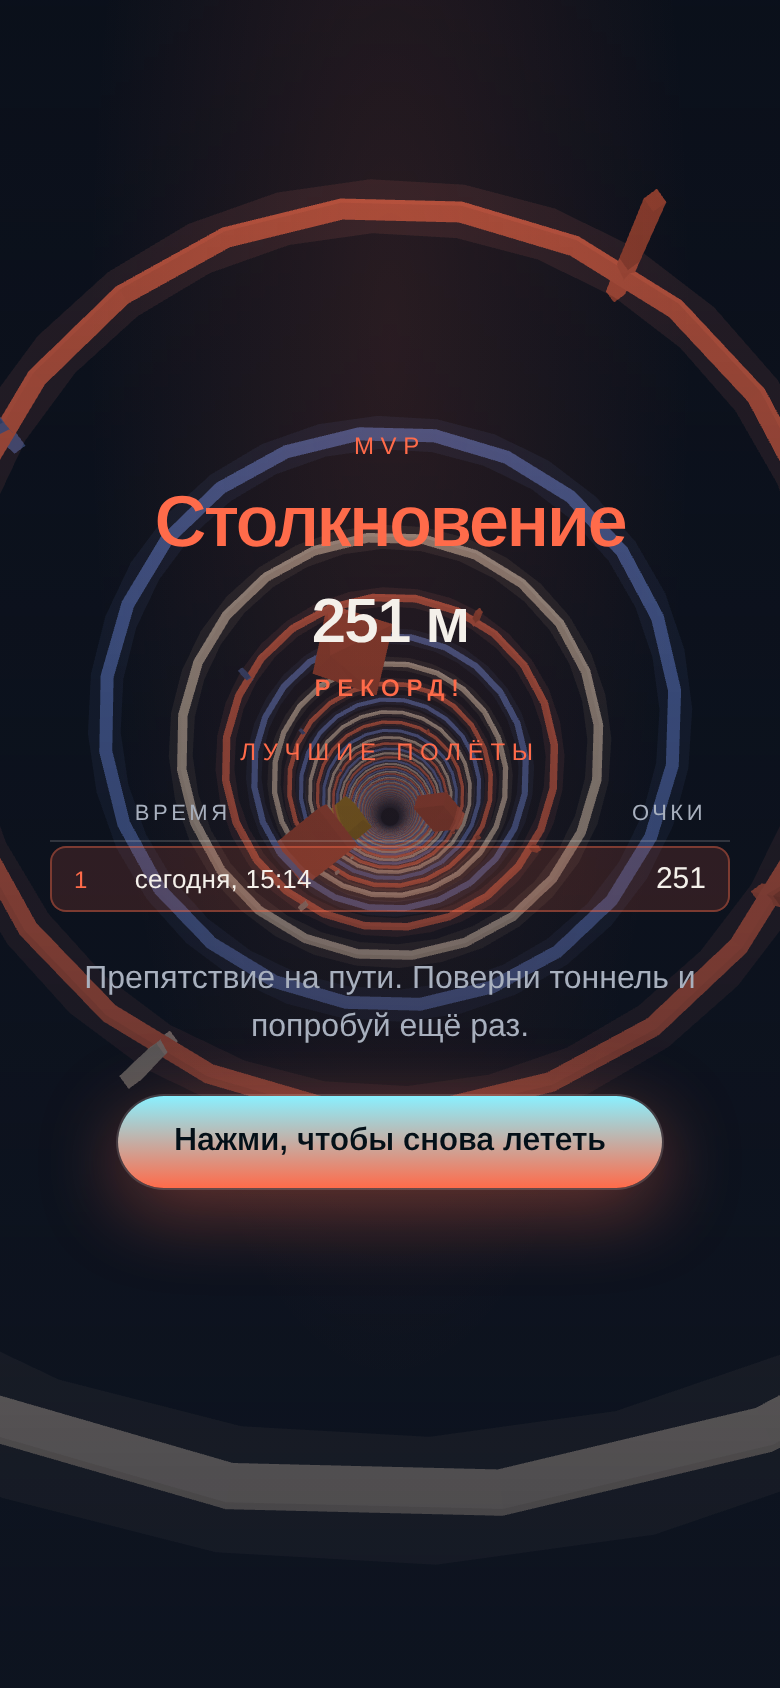 MVP
Столкновение
251 м
РЕКОРД!
ЛУЧШИЕ ПОЛЁТЫ
ВРЕМЯ ОЧКИ
1 сегодня, 15:14 251
Препятствие на пути. Поверни тоннель и
попробуй ещё раз.
Нажми, чтобы снова лететь